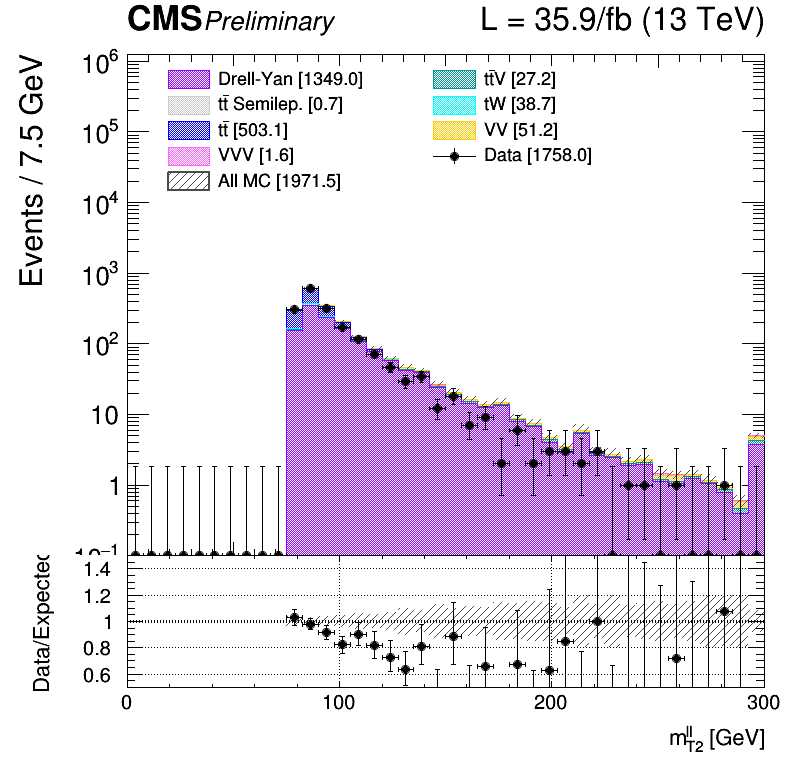 CMS Preliminary L = 35.9/fb (13 TeV)
Events / 7.5 GeV
10⁶
10⁵
10⁴
10³
10²
10
1
10⁻¹
Drell-Yan [1349.0]
tt̄ Semilep. [0.7]
tt̄ [503.1]
VVV [1.6]
All MC [1971.5]
tt̄V [27.2]
tW [38.7]
VV [51.2]
Data [1758.0]
Data/Expected
1.4
1.2
1
0.8
0.6
0 100 200 300
m_{T2}^{ll} [GeV]